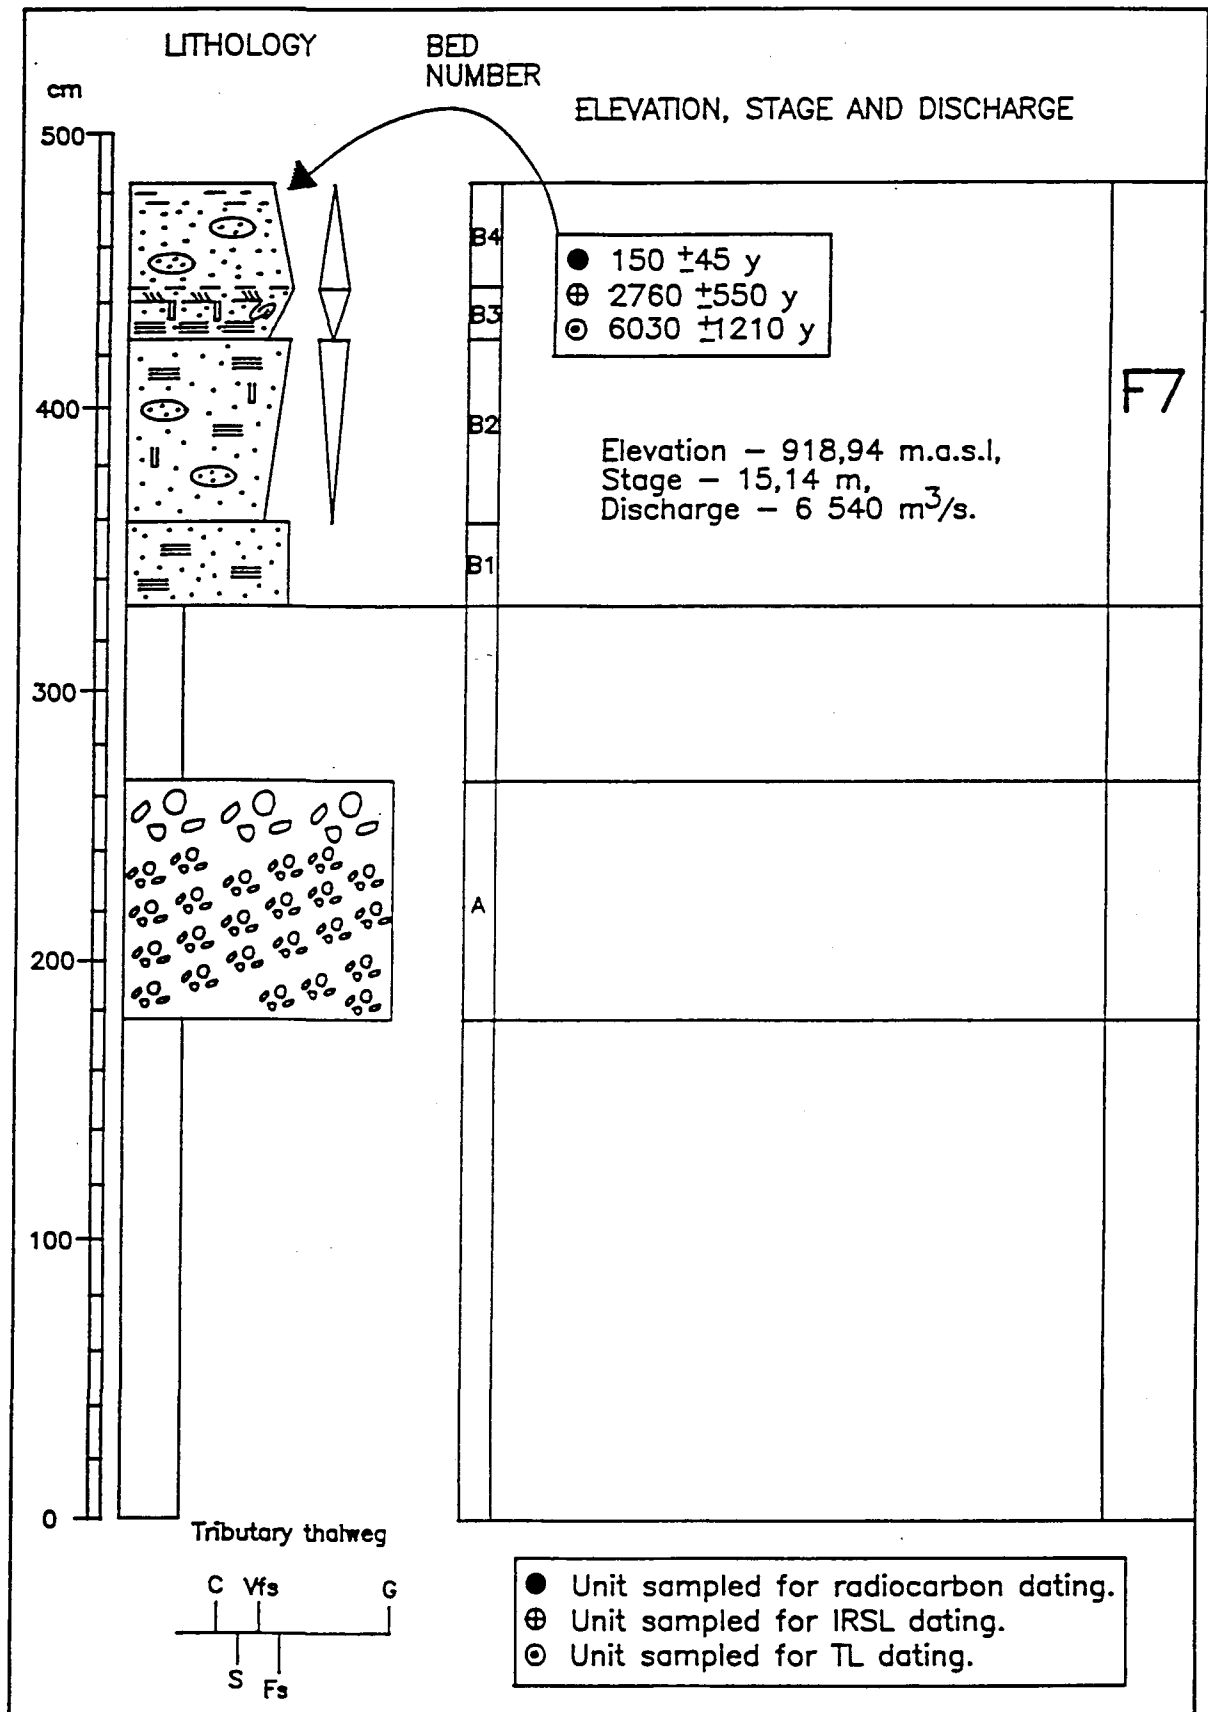 LITHOLOGY
BED
NUMBER
cm
ELEVATION, STAGE AND DISCHARGE
500
B4
● 150 ±45 y
⊕ 2760 ±550 y
⊙ 6030 ±1210 y
B3
F7
400
B2
Elevation – 918,94 m.a.s.l,
Stage – 15,14 m,
Discharge – 6 540 m³/s.
B1
300
A
200
100
0
Tributary thalweg
C Vfs G
S Fs
● Unit sampled for radiocarbon dating.
⊕ Unit sampled for IRSL dating.
⊙ Unit sampled for TL dating.